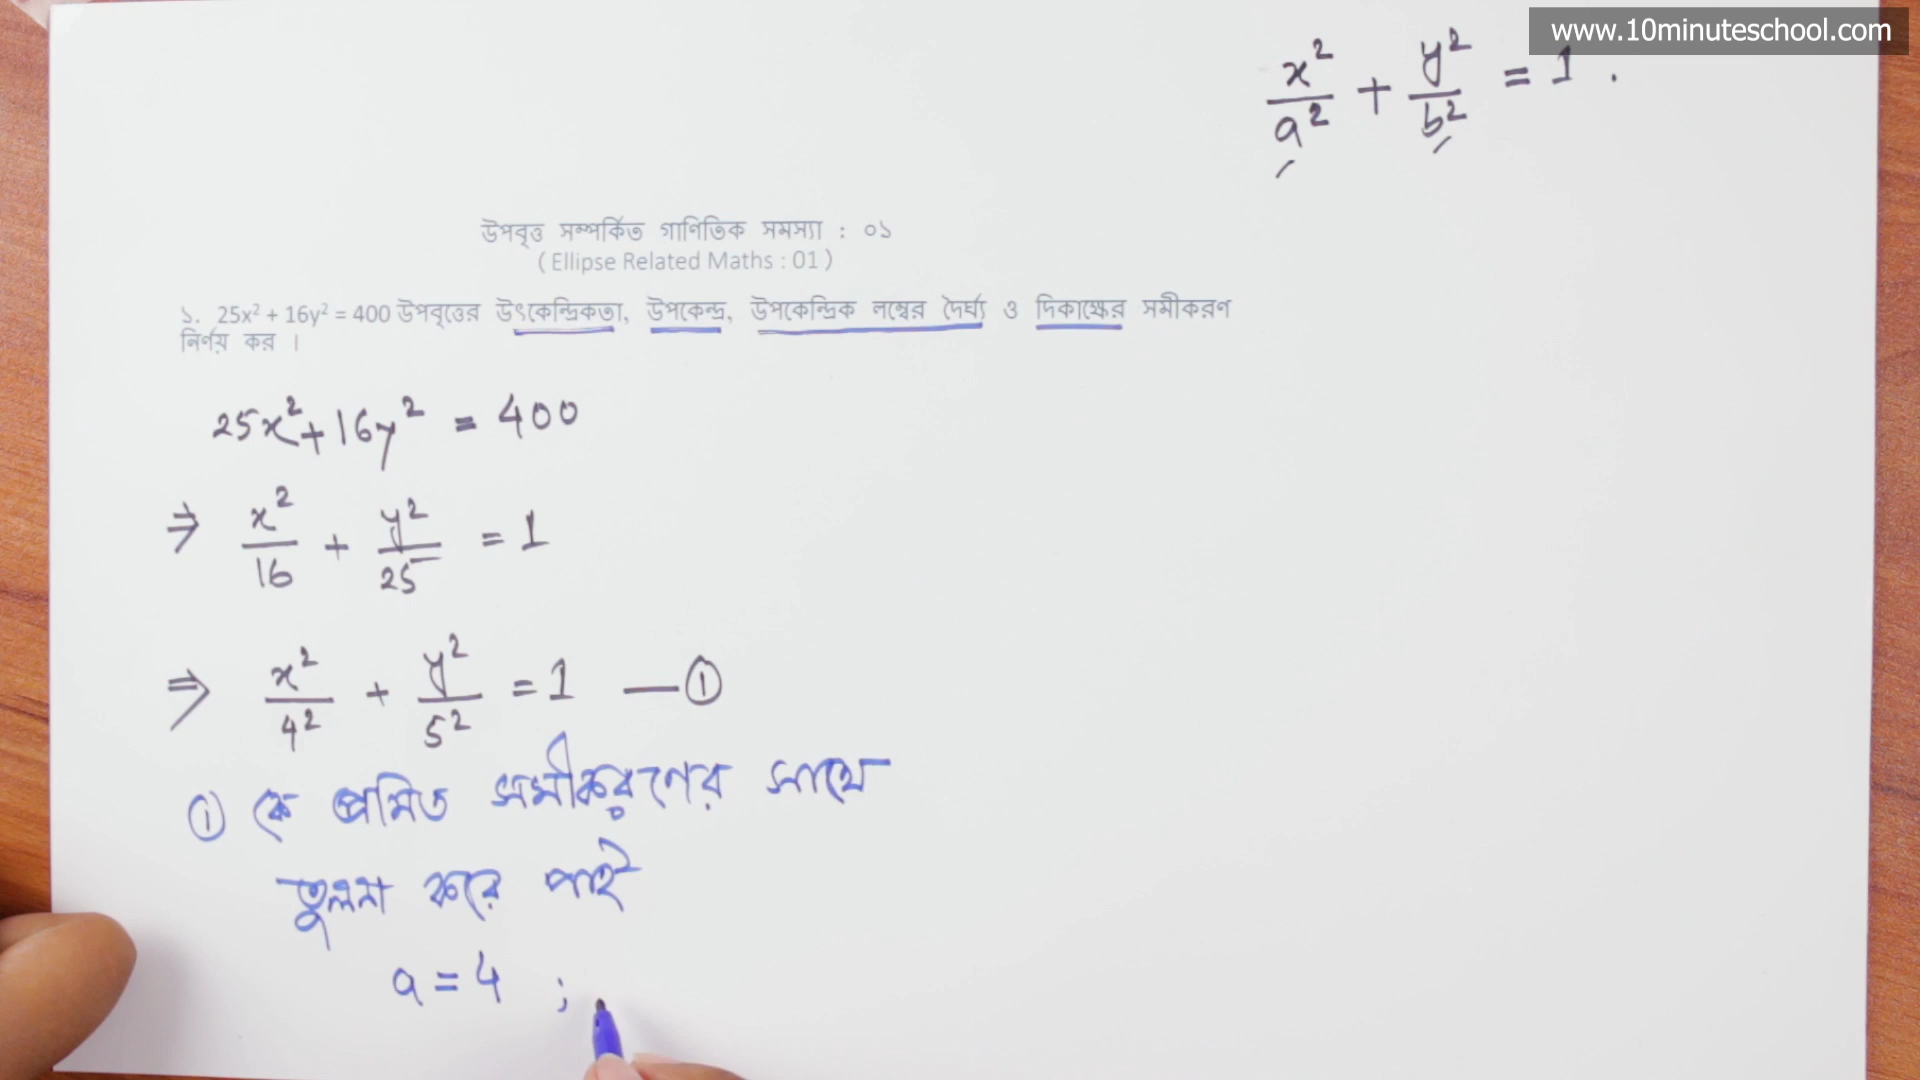 www.10minuteschool.com
x²/a² + y²/b² = 1 .
উপবৃত্ত সম্পর্কিত গাণিতিক সমস্যা : ০১
( Ellipse Related Maths : 01 )
১. 25x² + 16y² = 400 উপবৃত্তের উৎকেন্দ্রিকতা, উপকেন্দ্র, উপকেন্দ্রিক লম্বের দৈর্ঘ্য ও দিকাক্ষের সমীকরণ
নির্ণয় কর ।
25x² + 16y² = 400
⇒ x²/16 + y²/25 = 1
⇒ x²/4² + y²/5² = 1 — ①
① কে প্রমিত সমীকরণের সাথে
তুলনা করে পাই
a = 4 ;